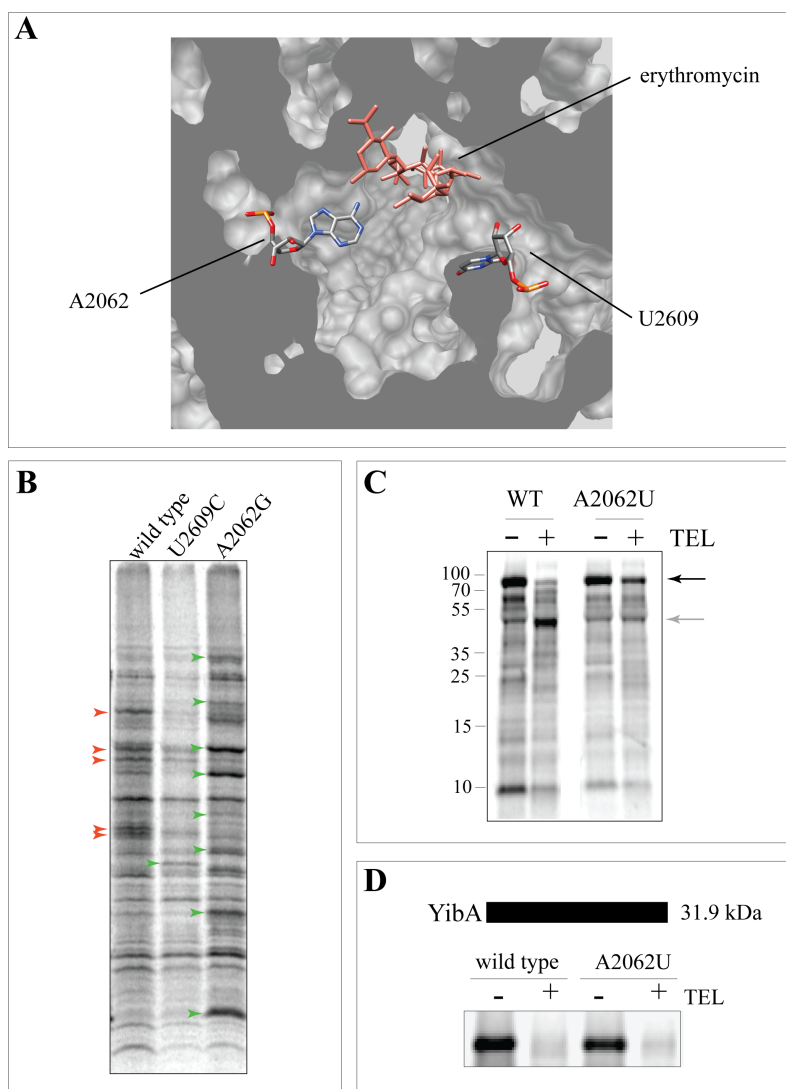 A
erythromycin
A2062
U2609
B
wild type
U2609C
A2062G
C
WT A2062U
- + - + TEL
100
70
55
35
25
15
10
D
YibA 31.9 kDa
wild type A2062U
- + - + TEL